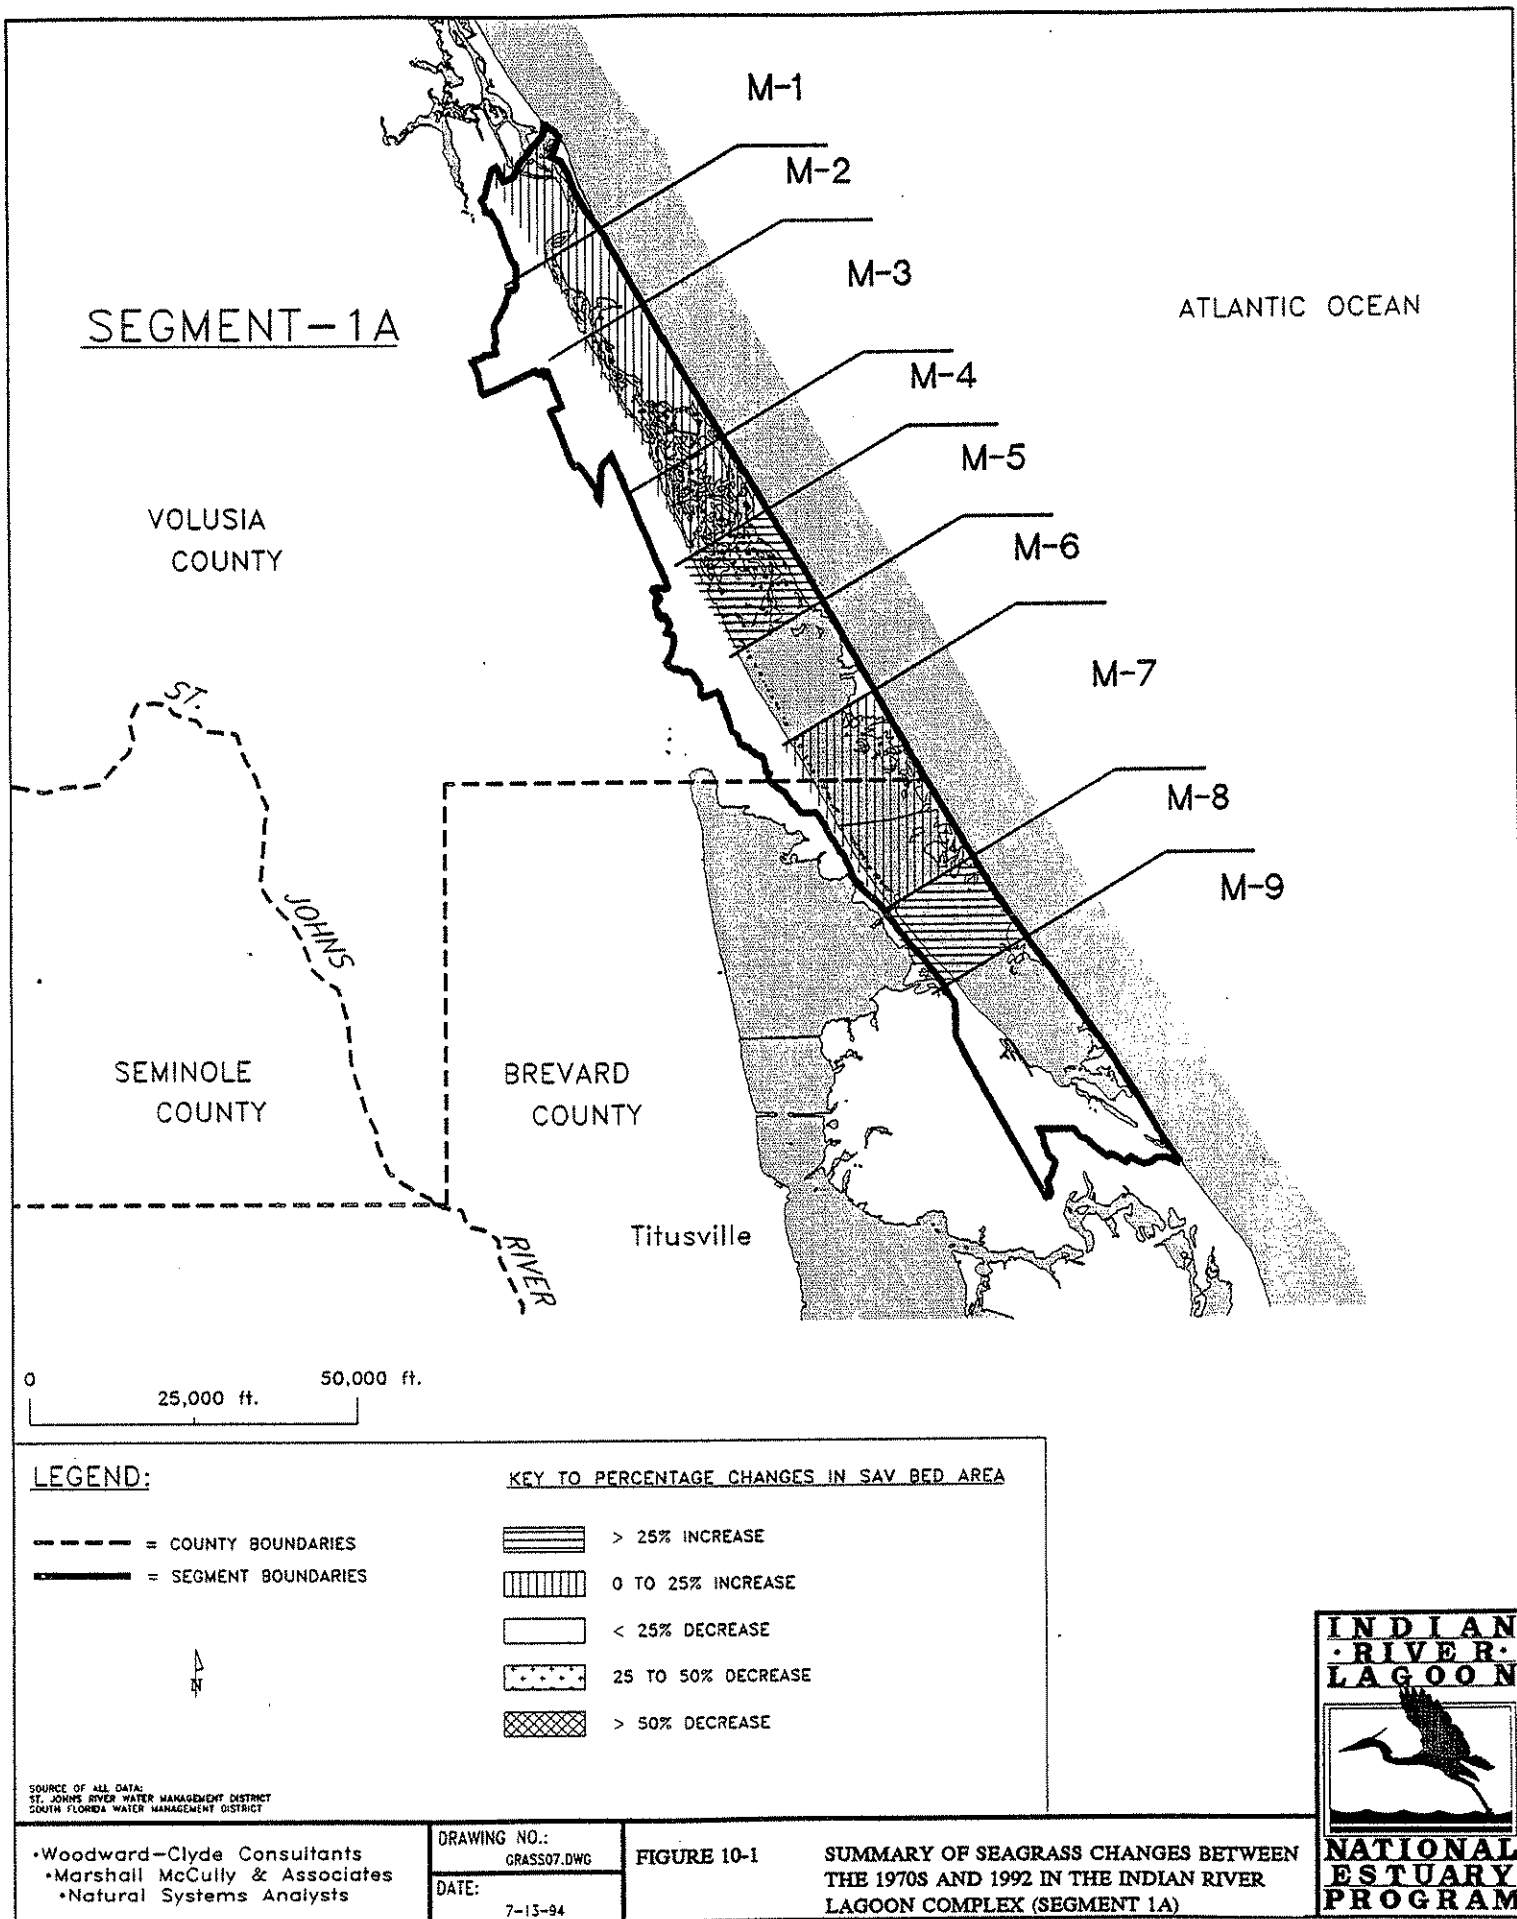 M-1
M-2
M-3
M-4
M-5
M-6
M-7
M-8
M-9
ATLANTIC OCEAN
SEGMENT-1A
VOLUSIA
COUNTY
ST.
JOHNS
RIVER
SEMINOLE
COUNTY
BREVARD
COUNTY
Titusville
0
25,000 ft.
50,000 ft.
LEGEND:
= COUNTY BOUNDARIES
= SEGMENT BOUNDARIES
N
KEY TO PERCENTAGE CHANGES IN SAV BED AREA
> 25% INCREASE
0 TO 25% INCREASE
< 25% DECREASE
25 TO 50% DECREASE
> 50% DECREASE
SOURCE OF ALL DATA:
ST. JOHNS RIVER WATER MANAGEMENT DISTRICT
SOUTH FLORIDA WATER MANAGEMENT DISTRICT
•Woodward-Clyde Consultants
•Marshall McCully & Associates
•Natural Systems Analysts
DRAWING NO.:
GRASS07.DWG
DATE:
7-13-94
FIGURE 10-1
SUMMARY OF SEAGRASS CHANGES BETWEEN
THE 1970S AND 1992 IN THE INDIAN RIVER
LAGOON COMPLEX (SEGMENT 1A)
INDIAN
·RIVER·
LAGOON
NATIONAL
ESTUARY
PROGRAM